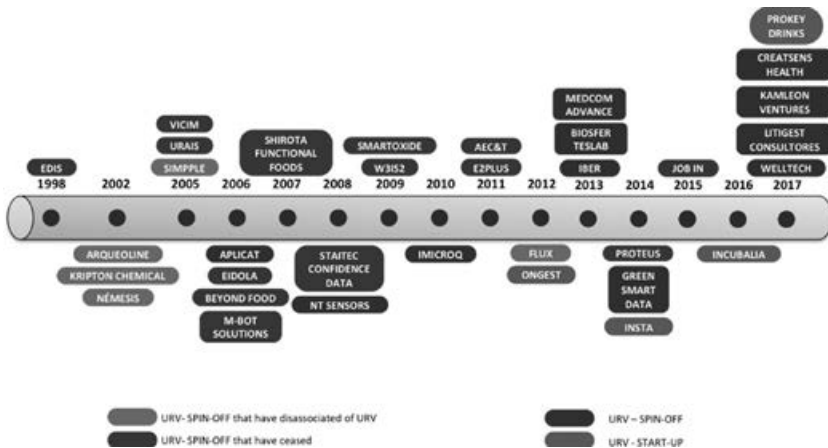 PROKEY
DRINKS
CREATSENS
HEALTH
KAMLEON
VENTURES
LITIGEST
CONSULTORES
WELLTECH
MEDCOM
ADVANCE
BIOSFER
TESLAB
IBER
JOB IN
VICIM
URAIS
SIMPPLE
SHIROTA
FUNCTIONAL
FOODS
SMARTOXIDE
W3IS2
AEC&T
E2PLUS
EDIS
1998 2002 2005 2006 2007 2008 2009 2010 2011 2012 2013 2014 2015 2016 2017
ARQUEOLINE
KRIPTON CHEMICAL
NÉMESIS
APLICAT
EIDOLA
BEYOND FOOD
M-BOT
SOLUTIONS
STAITEC
CONFIDENCE
DATA
NT SENSORS
IMICROQ
FLUX
ONGEST
PROTEUS
GREEN
SMART
DATA
INSTA
INCUBALIA
URV- SPIN-OFF that have disassociated of URV
URV- SPIN-OFF that have ceased
URV – SPIN-OFF
URV - START-UP